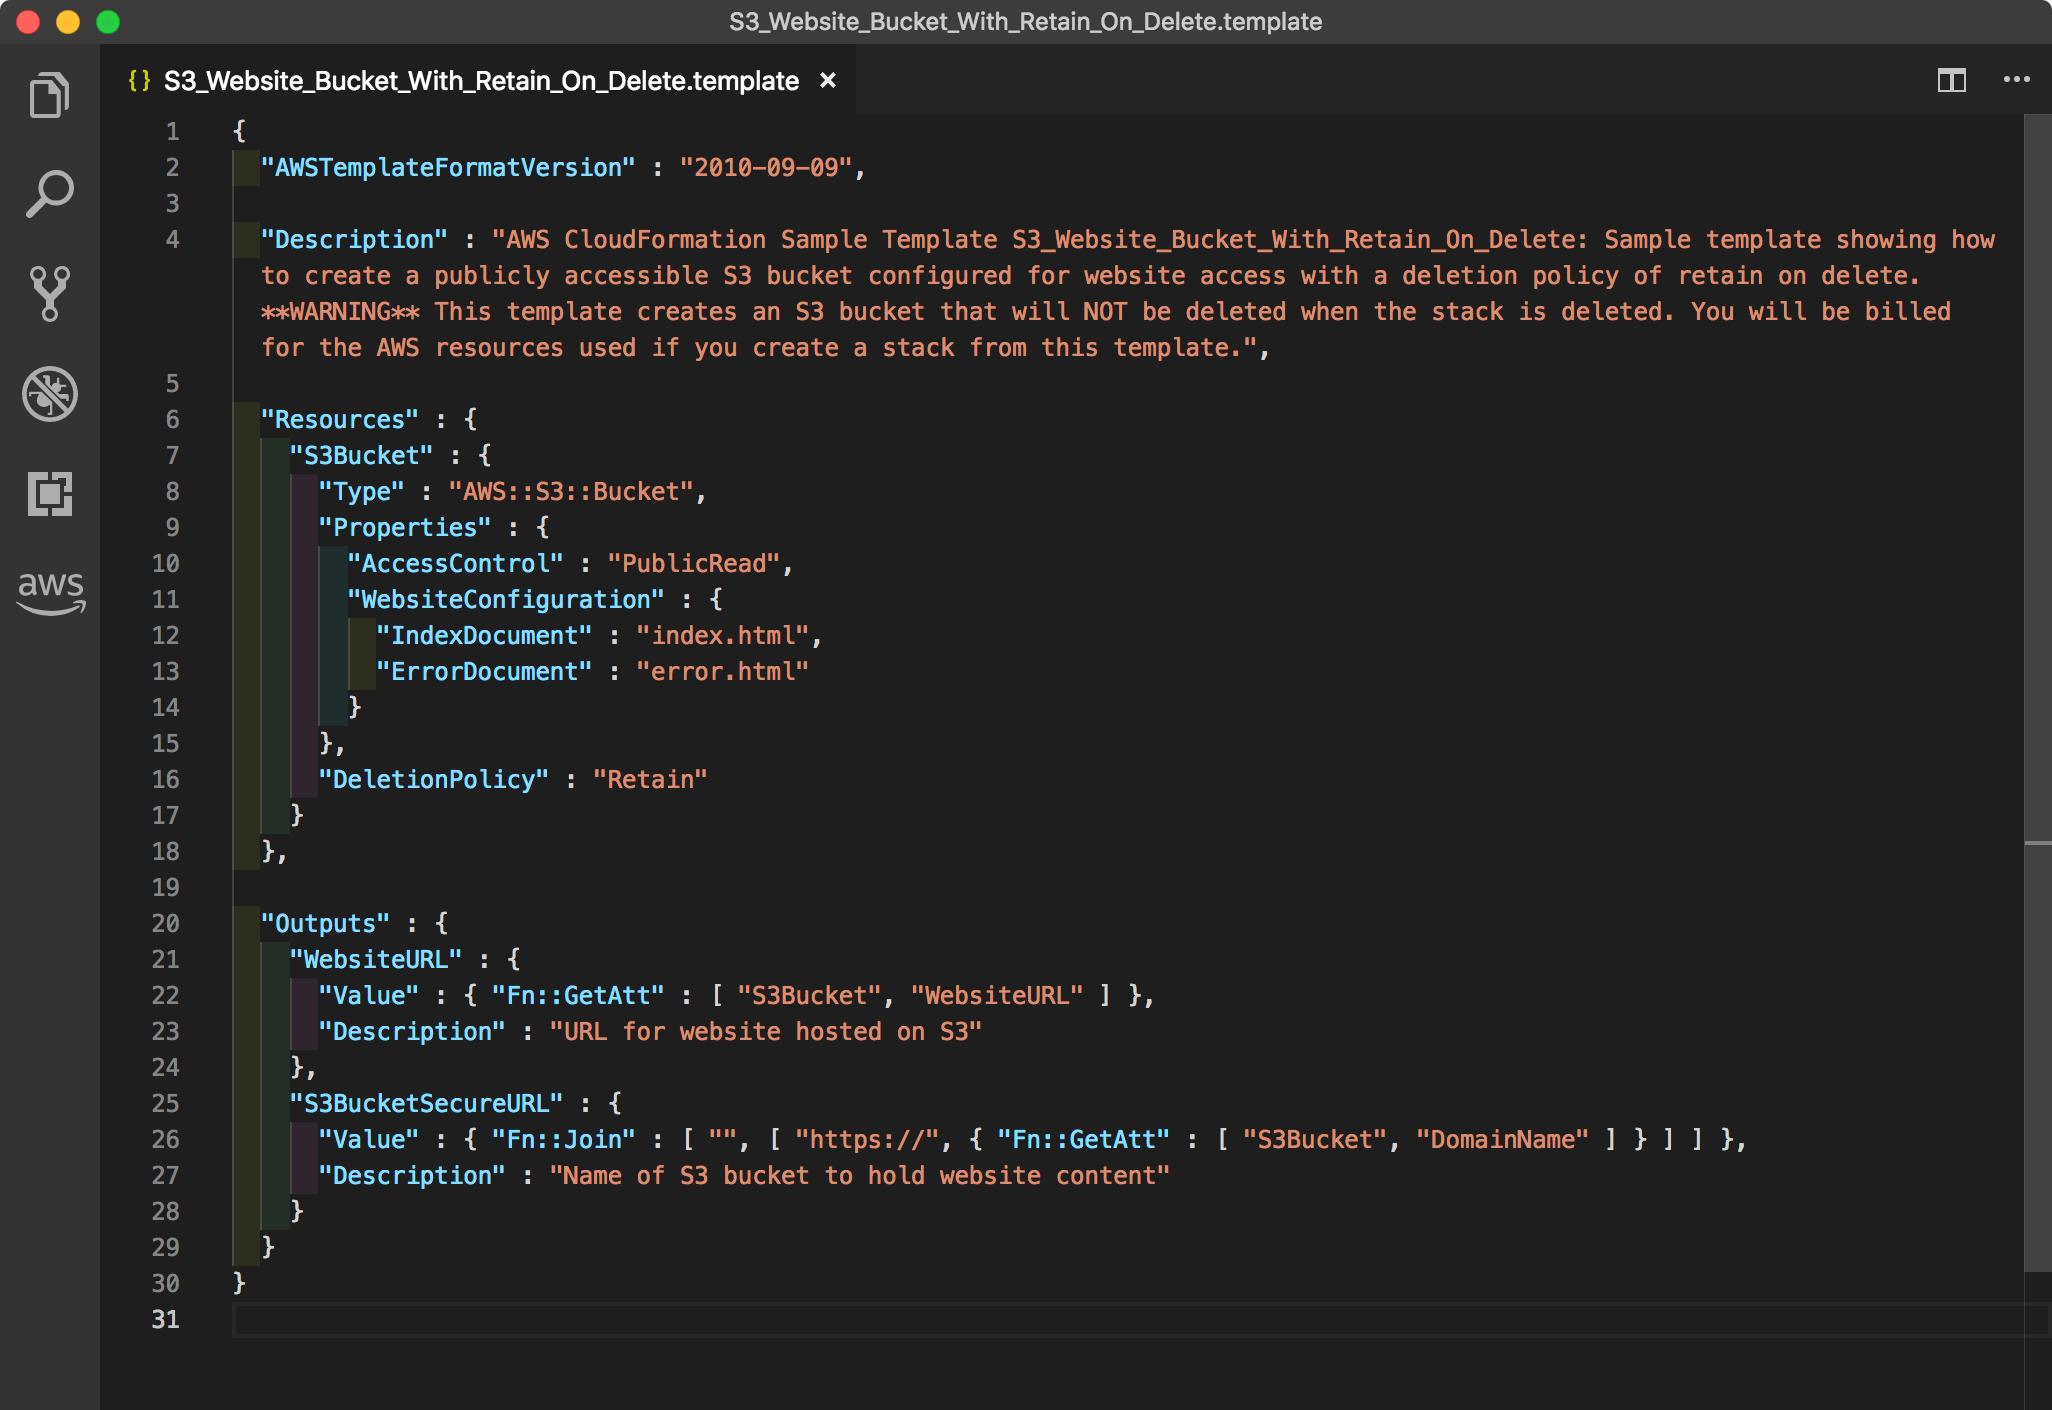 S3_Website_Bucket_With_Retain_On_Delete.template
{} S3_Website_Bucket_With_Retain_On_Delete.template ×
aws
1 {
2 "AWSTemplateFormatVersion" : "2010-09-09",
3
4 "Description" : "AWS CloudFormation Sample Template S3_Website_Bucket_With_Retain_On_Delete: Sample template showing how
to create a publicly accessible S3 bucket configured for website access with a deletion policy of retain on delete.
**WARNING** This template creates an S3 bucket that will NOT be deleted when the stack is deleted. You will be billed
for the AWS resources used if you create a stack from this template.",
5
6 "Resources" : {
7 "S3Bucket" : {
8 "Type" : "AWS::S3::Bucket",
9 "Properties" : {
10 "AccessControl" : "PublicRead",
11 "WebsiteConfiguration" : {
12 "IndexDocument" : "index.html",
13 "ErrorDocument" : "error.html"
14 }
15 },
16 "DeletionPolicy" : "Retain"
17 }
18 },
19
20 "Outputs" : {
21 "WebsiteURL" : {
22 "Value" : { "Fn::GetAtt" : [ "S3Bucket", "WebsiteURL" ] },
23 "Description" : "URL for website hosted on S3"
24 },
25 "S3BucketSecureURL" : {
26 "Value" : { "Fn::Join" : [ "", [ "https://", { "Fn::GetAtt" : [ "S3Bucket", "DomainName" ] } ] ] },
27 "Description" : "Name of S3 bucket to hold website content"
28 }
29 }
30 }
31